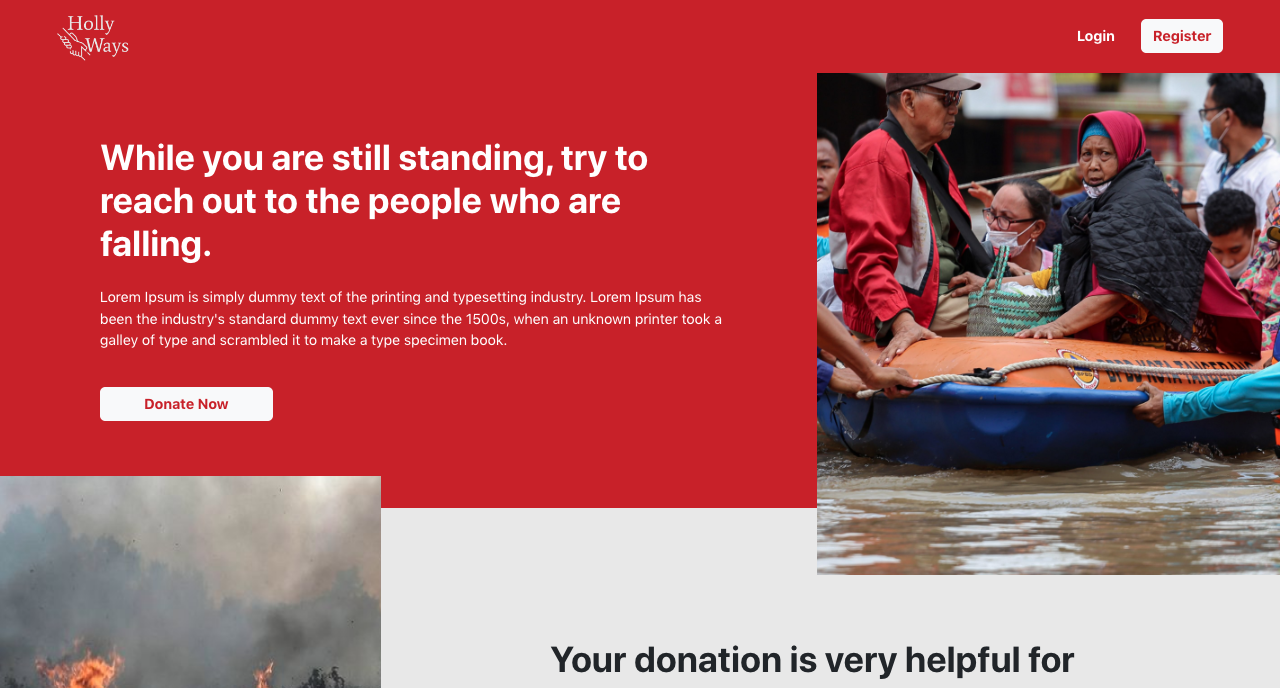 Holly
Ways
Login
Register
While you are still standing, try to
reach out to the people who are
falling.
Lorem Ipsum is simply dummy text of the printing and typesetting industry. Lorem Ipsum has
been the industry's standard dummy text ever since the 1500s, when an unknown printer took a
galley of type and scrambled it to make a type specimen book.
Donate Now
BPBD KOTA TANGERANG
Your donation is very helpful for